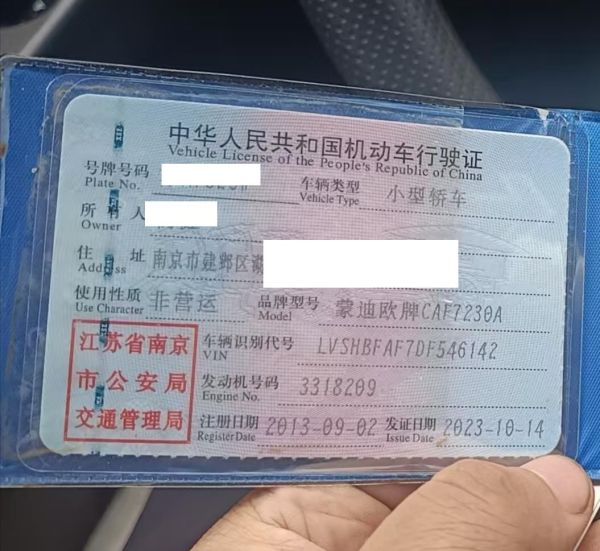 中华人民共和国机动车行驶证
Vehicle License of the People's Republic of China
号牌号码 车辆类型 小型轿车
Plate No. Vehicle Type
所有人
Owner
住址 南京市建邺区
Address
使用性质 非营运 品牌型号 蒙迪欧牌CAF7230A
Use Character Model
江苏省南京 车辆识别代号 LVSHBFAF7DF546142
VIN
市公安局 发动机号码 3318209
Engine No.
交通管理局 注册日期 2013-09-02 发证日期 2023-10-14
Register Date Issue Date